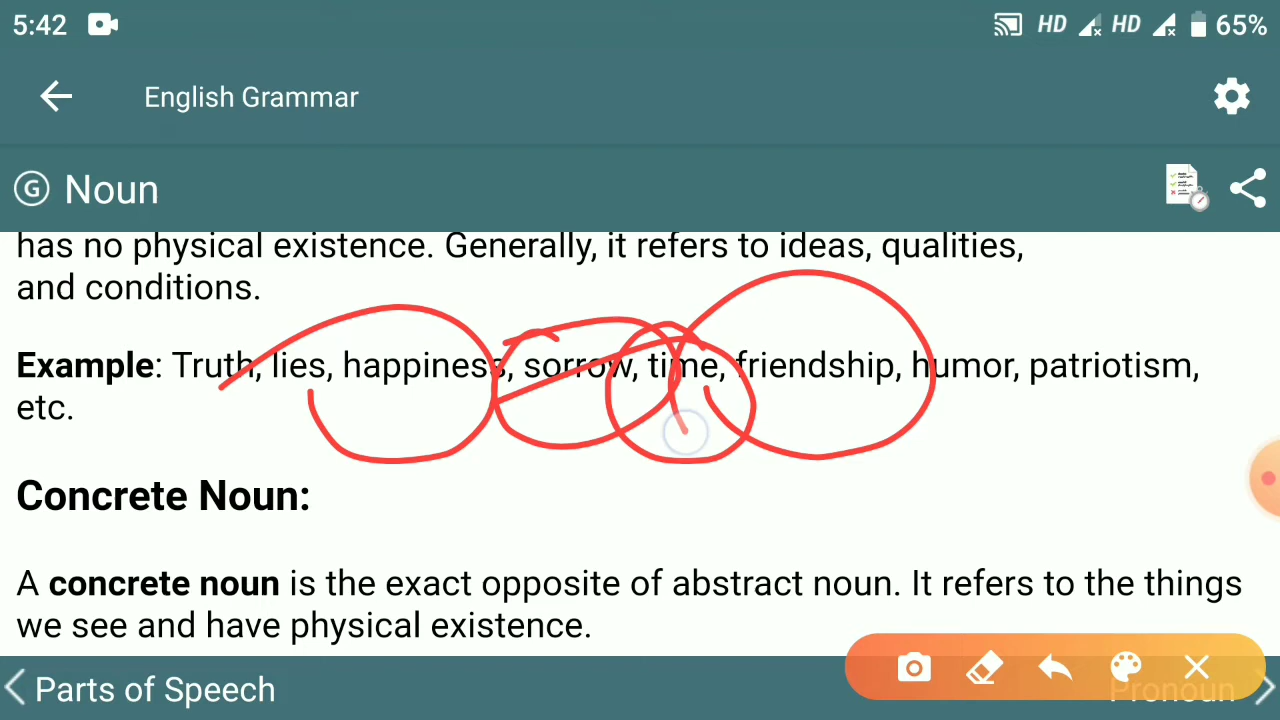 5:42 HD HD 65%
English Grammar
G Noun
has no physical existence. Generally, it refers to ideas, qualities,
and conditions.
Example: Truth, lies, happiness, sorrow, time, friendship, humor, patriotism,
etc.
Concrete Noun:
A concrete noun is the exact opposite of abstract noun. It refers to the things
we see and have physical existence.
Parts of Speech Pronoun